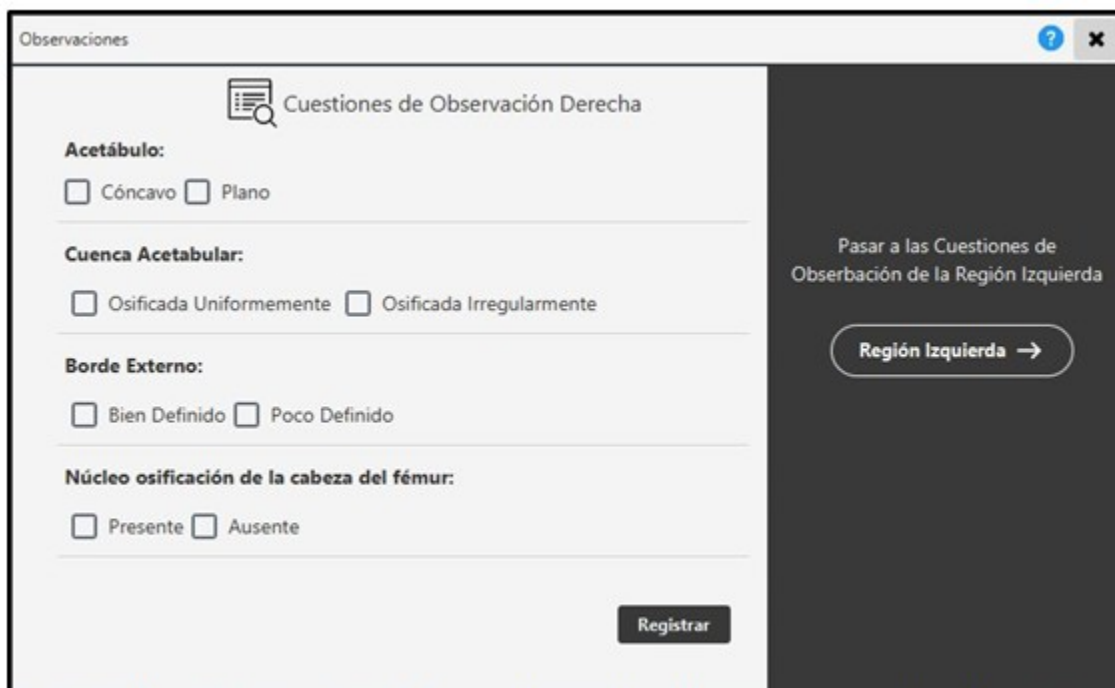 Observaciones
?
Cuestiones de Observación Derecha
Acetábulo:
Cóncavo Plano
Cuenca Acetabular:
Osificada Uniformemente Osificada Irregularmente
Borde Externo:
Bien Definido Poco Definido
Núcleo osificación de la cabeza del fémur:
Presente Ausente
Registrar
Pasar a las Cuestiones de
Obserbación de la Región Izquierda
Región Izquierda →